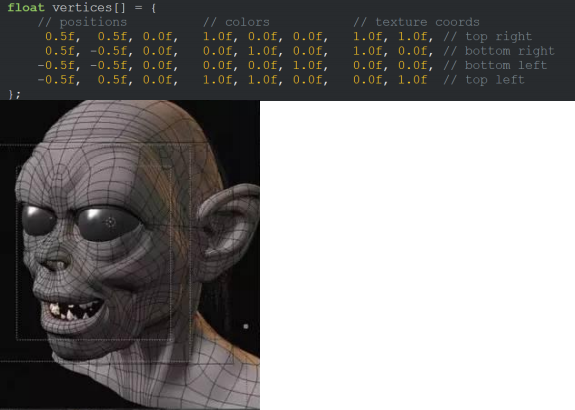 float vertices[] = {
// positions // colors // texture coords
0.5f, 0.5f, 0.0f, 1.0f, 0.0f, 0.0f, 1.0f, 1.0f, // top right
0.5f, -0.5f, 0.0f, 0.0f, 1.0f, 0.0f, 1.0f, 0.0f, // bottom right
-0.5f, -0.5f, 0.0f, 0.0f, 0.0f, 1.0f, 0.0f, 0.0f, // bottom left
-0.5f, 0.5f, 0.0f, 1.0f, 1.0f, 0.0f, 0.0f, 1.0f // top left
};